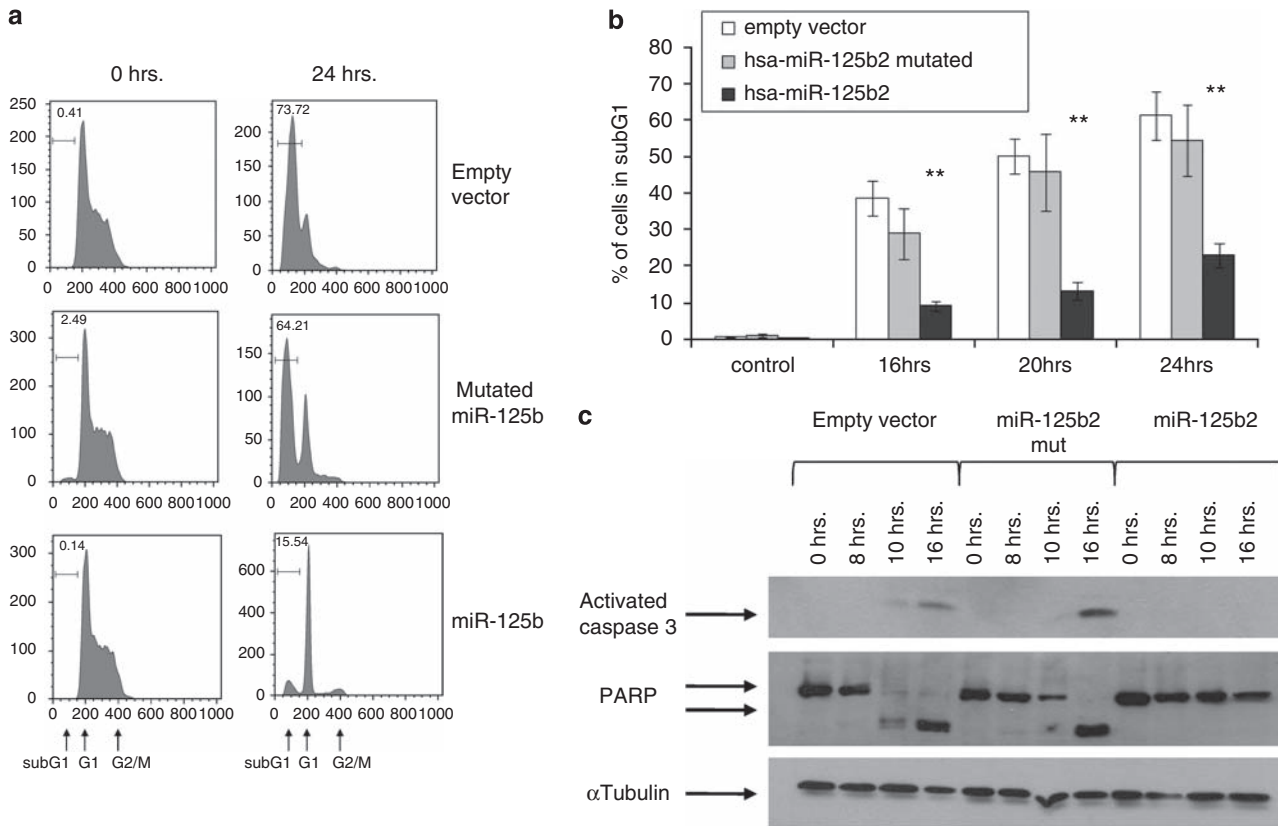 a
0 hrs.
24 hrs.
0.41
250
200
150
100
50
0
0 200 400 600 800 1000
73.72
200
150
100
50
0
0 200 400 600 8001000
Empty
vector
2.49
300
200
100
0
0 200 400 600 8001000
64.21
150
100
50
0
0 200 400 600 800 1000
Mutated
miR-125b
0.14
300
200
100
0
0 200 400 600 8001000
15.54
600
400
200
0
0 200 400 600 8001000
miR-125b
subG1 G1 G2/M
subG1 G1 G2/M
b
empty vector
hsa-miR-125b2 mutated
hsa-miR-125b2
% of cells in subG1
80
70
60
50
40
30
20
10
0
** ** **
control 16hrs 20hrs 24hrs
c
Empty vector
miR-125b2
mut
miR-125b2
0 hrs. 8 hrs. 10 hrs. 16 hrs. 0 hrs. 8 hrs. 10 hrs. 16 hrs. 0 hrs. 8 hrs. 10 hrs. 16 hrs.
Activated
caspase 3
PARP
αTubulin